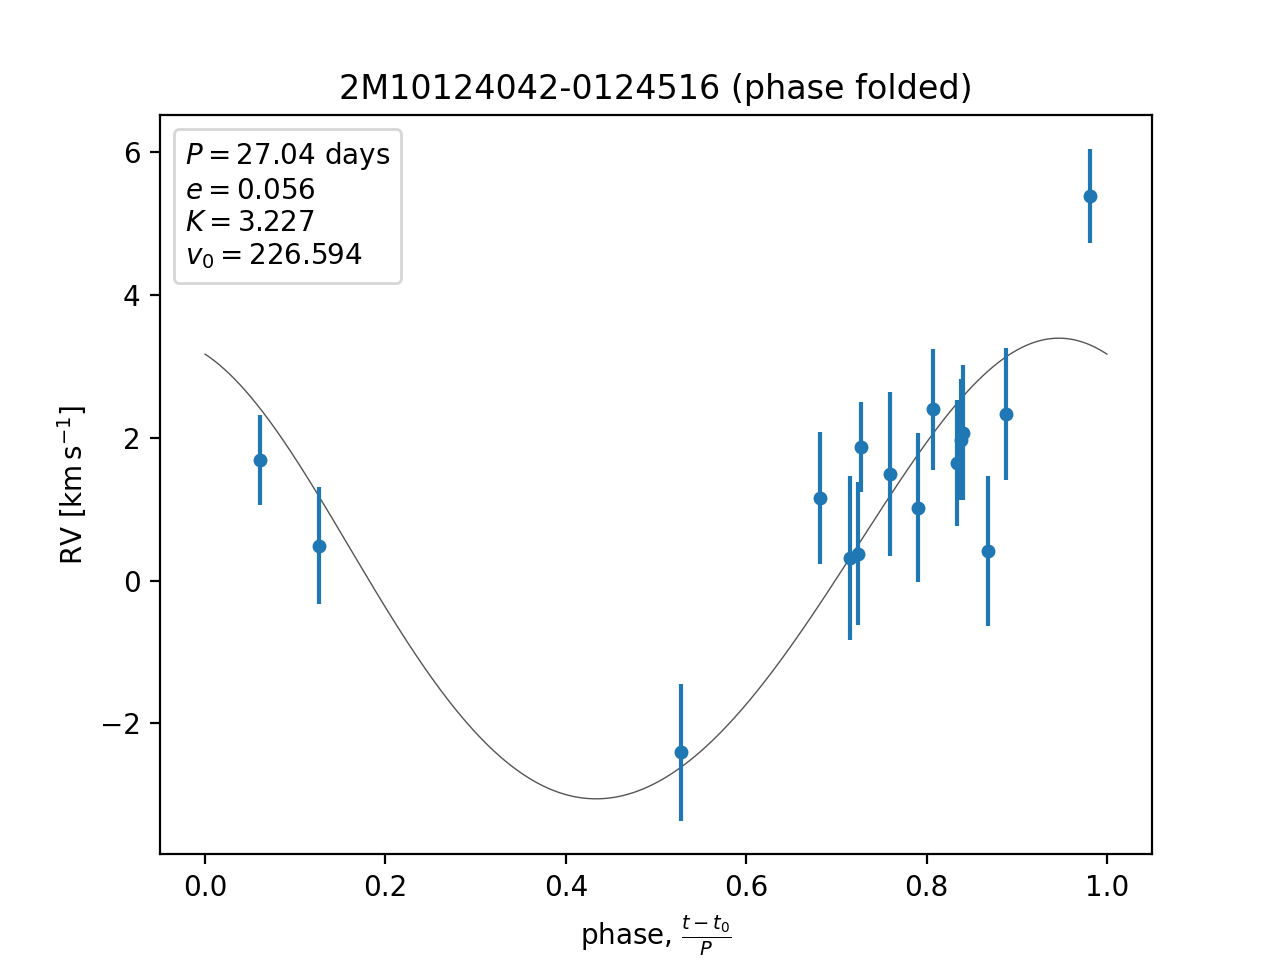 2M10124042-0124516 (phase folded)
P = 27.04 days
e = 0.056
K = 3.227
v₀ = 226.594
6
4
2
0
−2
RV [km s⁻¹]
0.0 0.2 0.4 0.6 0.8 1.0
phase, (t − t₀)/P